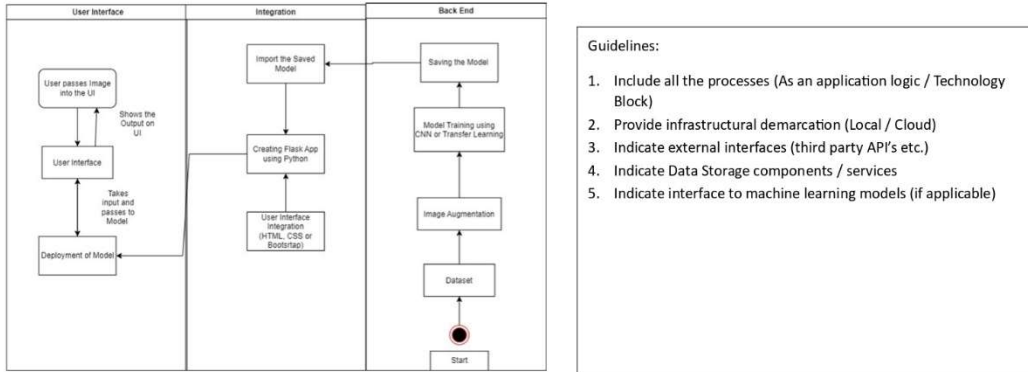 User Interface
Integration
Back End
User passes Image
into the UI
Shows the
Output on
UI
User Interface
Takes
input and
passes to
Model
Deployment of Model
Import the Saved
Model
Creating Flask App
using Python
User Interface
Integration
(HTML, CSS or
Bootsrtap)
Saving the Model
Model Training using
CNN or Transfer Learning
Image Augmentation
Dataset
Start
Guidelines:
1. Include all the processes (As an application logic / Technology
Block)
2. Provide infrastructural demarcation (Local / Cloud)
3. Indicate external interfaces (third party API's etc.)
4. Indicate Data Storage components / services
5. Indicate interface to machine learning models (if applicable)